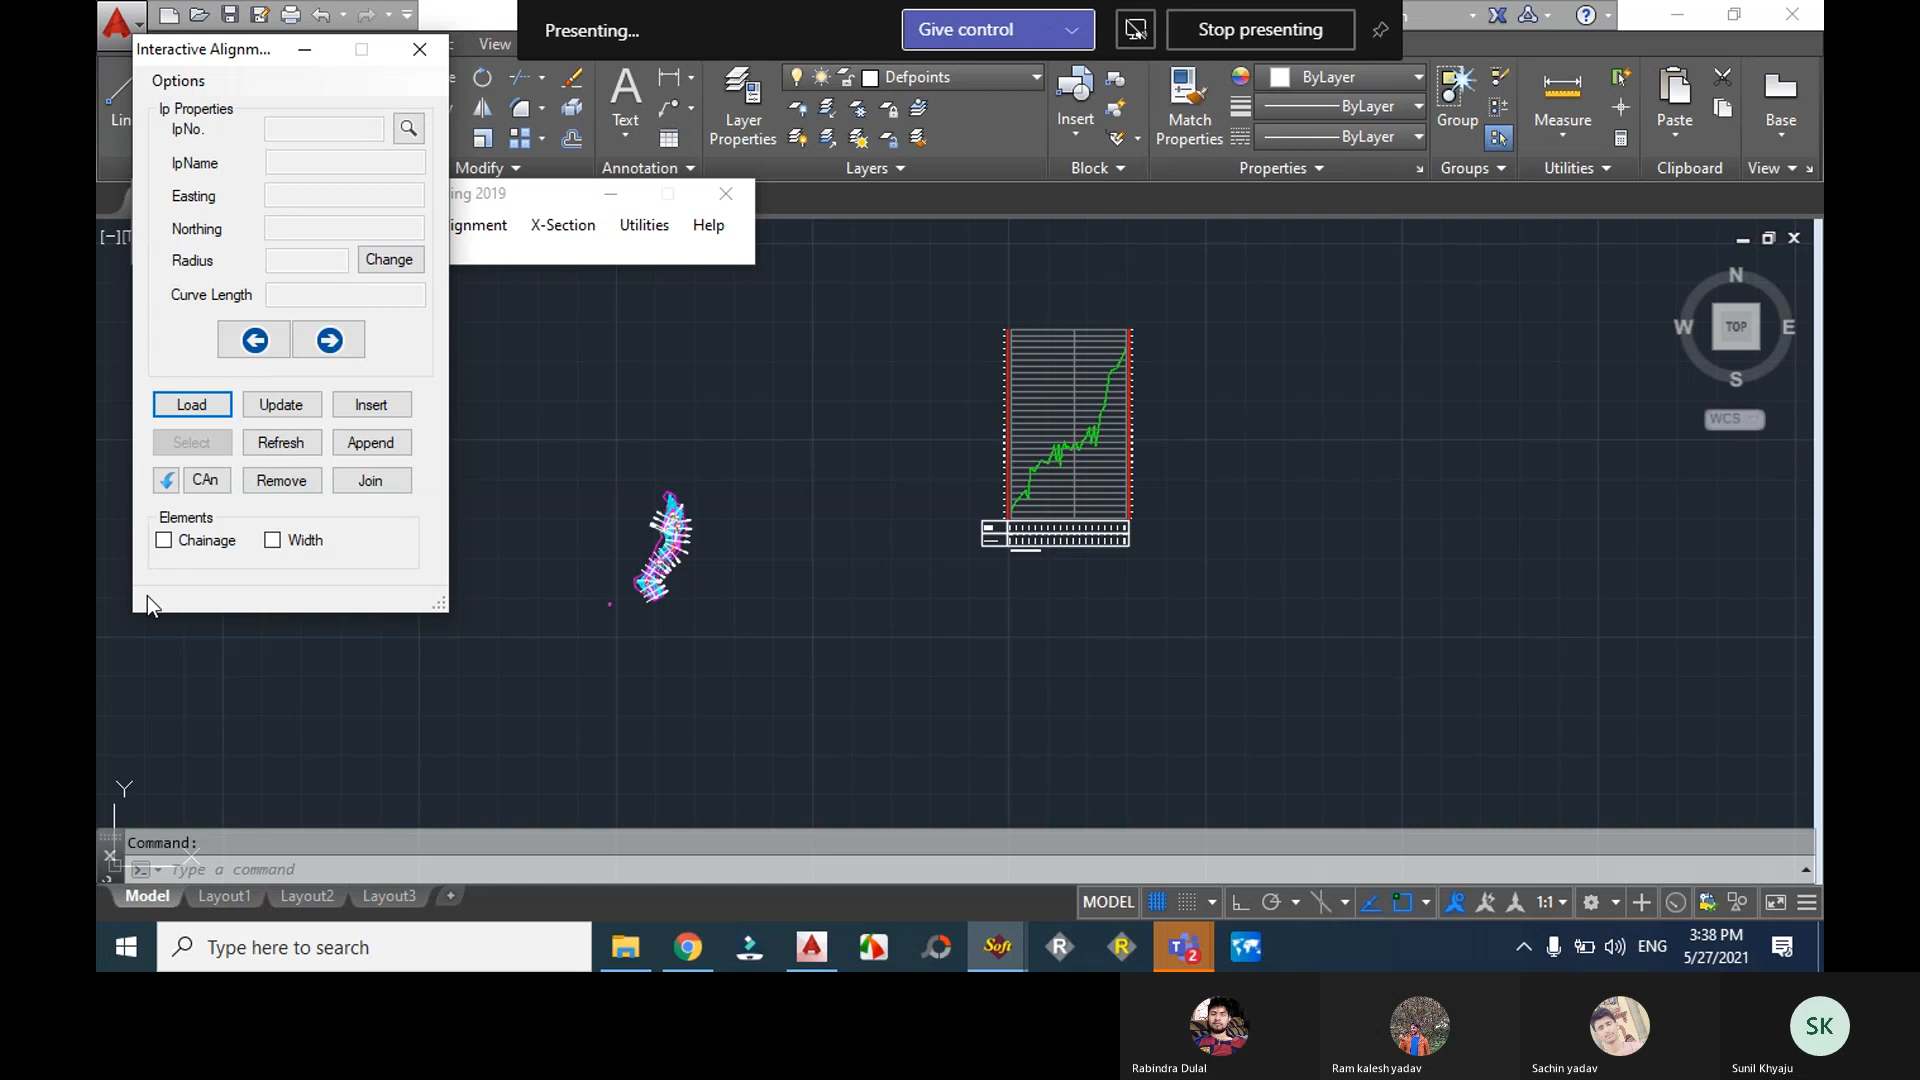 Presenting...
Give control
Stop presenting
Interactive Alignm...
View
Options
Ip Properties
IpNo.
IpName
Easting
Northing
Radius
Change
Curve Length
Load
Update
Insert
Select
Refresh
Append
CAn
Remove
Join
Elements
Chainage
Width
Lin
Modify
Text
Annotation
Layer
Properties
Defpoints
Layers
Insert
Block
Match
Properties
ByLayer
ByLayer
ByLayer
Properties
Group
Groups
Measure
Utilities
Paste
Clipboard
Base
View
ing 2019
ignment
X-Section
Utilities
Help
[−]
N
W
TOP
E
S
WCS
Y
Command:
Type a command
Model
Layout1
Layout2
Layout3
MODEL
1:1
Type here to search
Soft
R
R
T
2
ENG
3:38 PM
5/27/2021
SK
Rabindra Dulal
Ram kalesh yadav
Sachin yadav
Sunil Khyaju